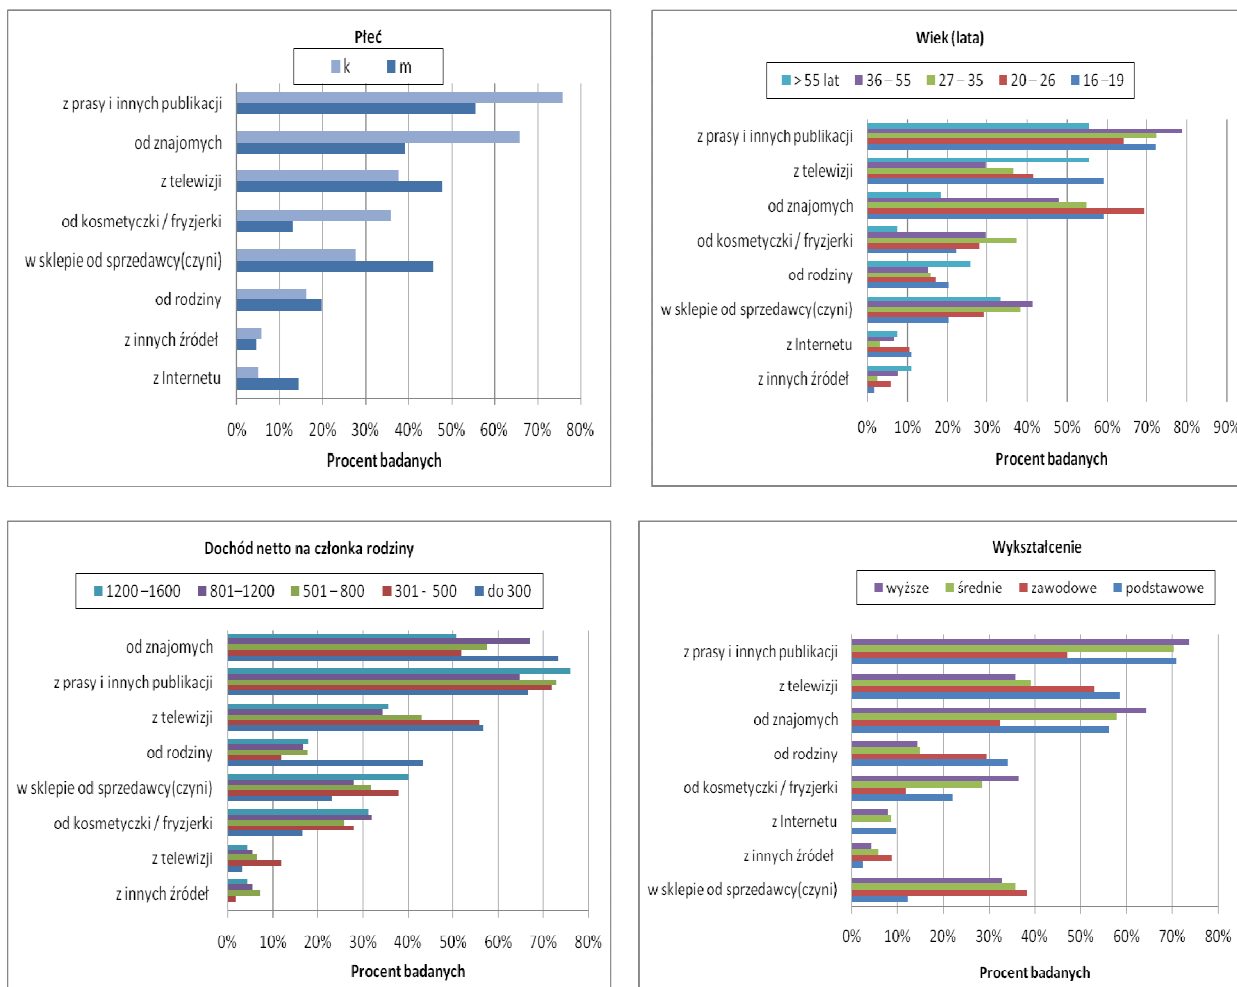 Płeć
k m
z prasy i innych publikacji
od znajomych
z telewizji
od kosmetyczki / fryzjerki
w sklepie od sprzedawcy(czyni)
od rodziny
z innych źródeł
z Internetu
0% 10% 20% 30% 40% 50% 60% 70% 80%
Procent badanych
Wiek (lata)
> 55 lat 36 – 55 27 – 35 20 – 26 16 –19
z prasy i innych publikacji
z telewizji
od znajomych
od kosmetyczki / fryzjerki
od rodziny
w sklepie od sprzedawcy(czyni)
z Internetu
z innych źródeł
0% 10% 20% 30% 40% 50% 60% 70% 80% 90%
Procent badanych
Dochód netto na członka rodziny
1200 –1600 801–1200 501 – 800 301 - 500 do 300
od znajomych
z prasy i innych publikacji
z telewizji
od rodziny
w sklepie od sprzedawcy(czyni)
od kosmetyczki / fryzjerki
z telewizji
z innych źródeł
0% 10% 20% 30% 40% 50% 60% 70% 80%
Procent badanych
Wykształcenie
wyższe średnie zawodowe podstawowe
z prasy i innych publikacji
z telewizji
od znajomych
od rodziny
od kosmetyczki / fryzjerki
z Internetu
z innych źródeł
w sklepie od sprzedawcy(czyni)
0% 10% 20% 30% 40% 50% 60% 70% 80%
Procent badanych